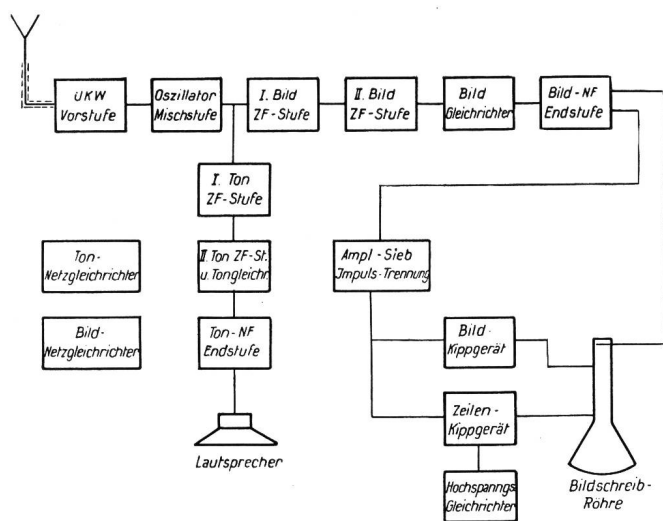 UKW
Vorstufe
Oszillator
Mischstufe
I. Bild
ZF-Stufe
II. Bild
ZF-Stufe
Bild
Gleichrichter
Bild-NF
Endstufe
I. Ton
ZF-Stufe
Ton-
Netzgleichrichter
II. Ton ZF-St.
u. Tongleichr.
Ampl-Sieb
Impuls-Trennung
Bild-
Netzgleichrichter
Ton-NF
Endstufe
Bild-
Kippgerät
Zeilen-
Kippgerät
Lautsprecher
Hochspanngs
Gleichrichter
Bildschreib-
Röhre